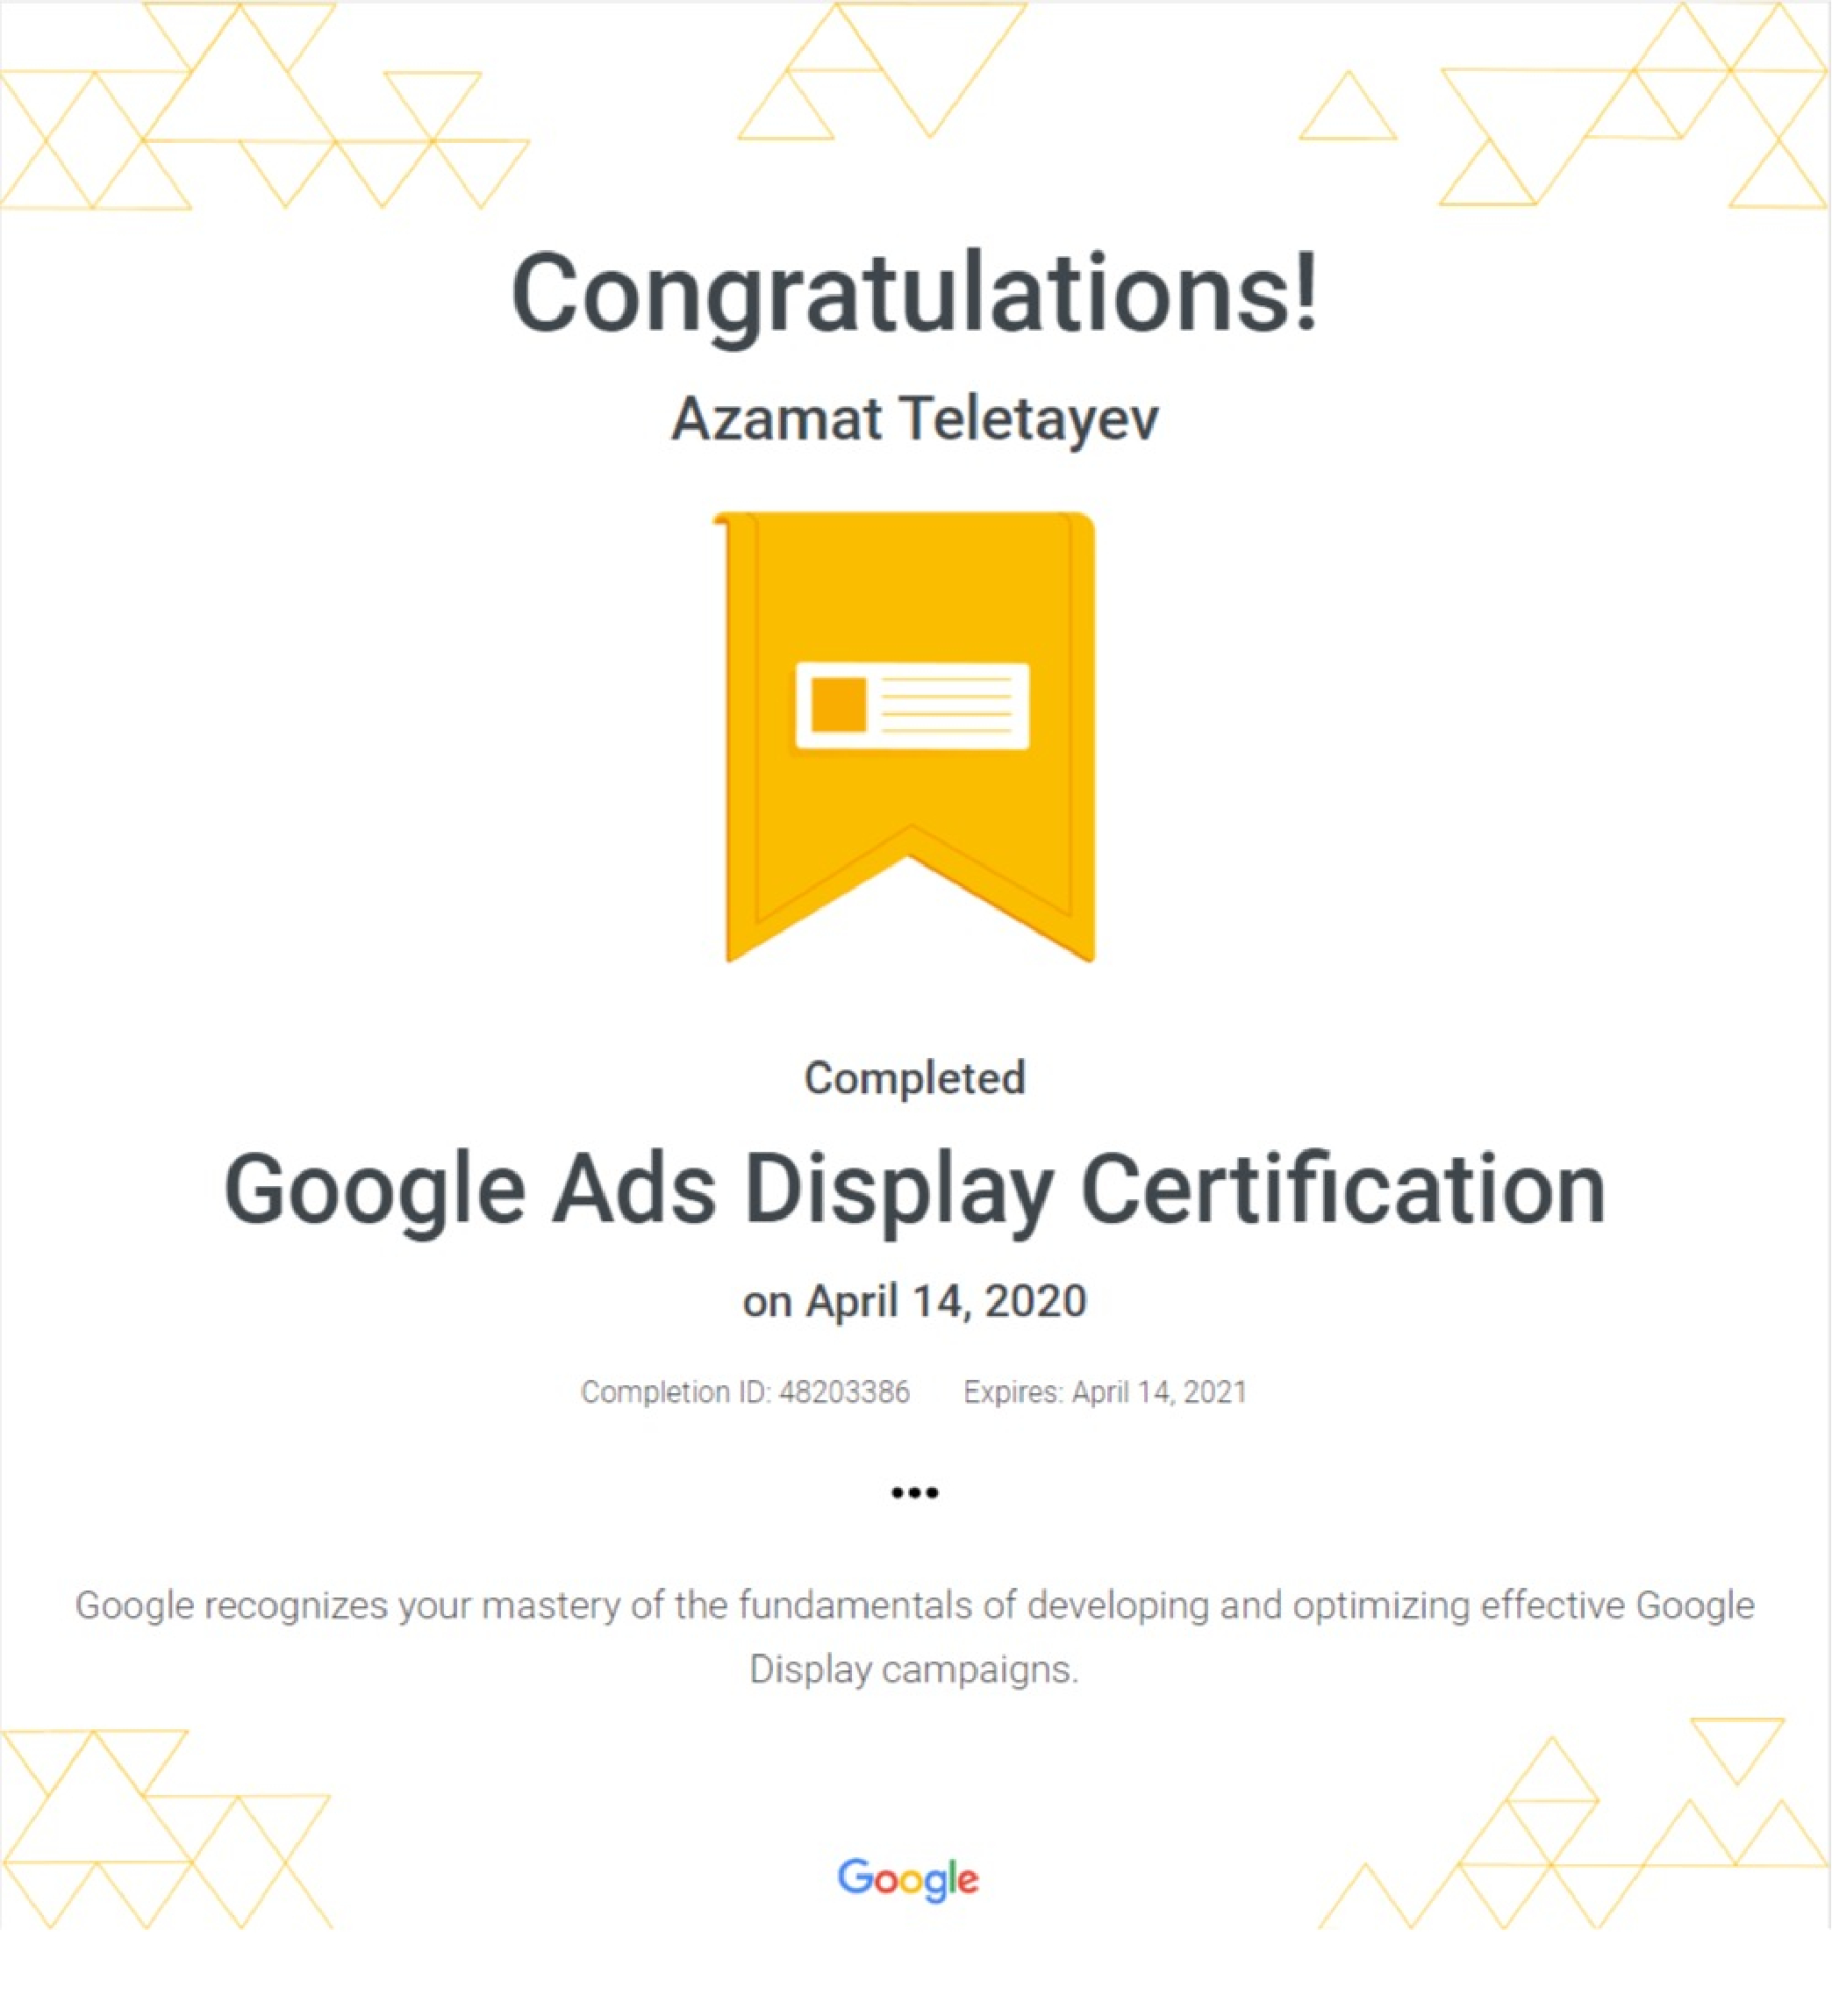 Congratulations!
Azamat Teletayev
Completed
Google Ads Display Certification
on April 14, 2020
Completion ID: 48203386 Expires: April 14, 2021
•••
Google recognizes your mastery of the fundamentals of developing and optimizing effective Google
Display campaigns.
Google